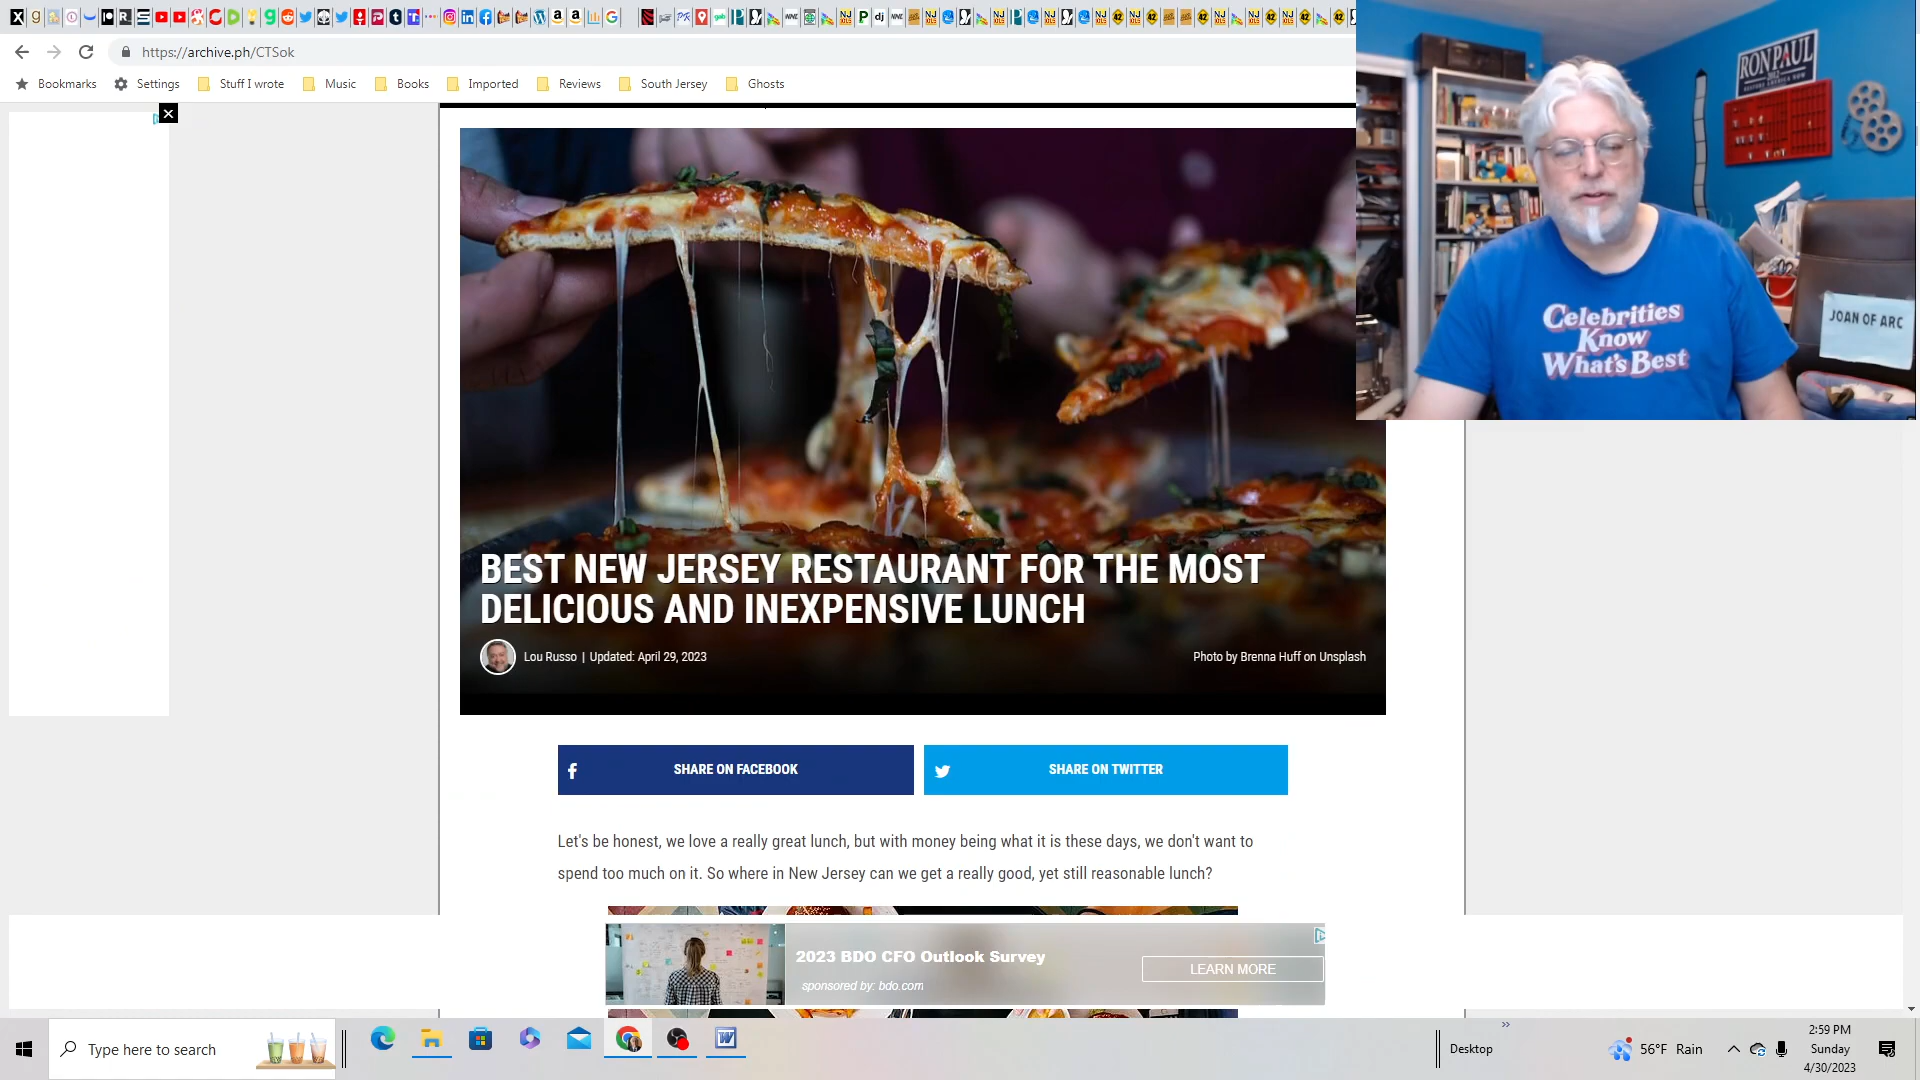 https://archive.ph/CTSok
Bookmarks Settings Stuff I wrote Music Books Imported Reviews South Jersey Ghosts
RON PAUL
2012
Celebrities
Know
What's Best
JOAN OF ARC
BEST NEW JERSEY RESTAURANT FOR THE MOST
DELICIOUS AND INEXPENSIVE LUNCH
Lou Russo | Updated: April 29, 2023
Photo by Brenna Huff on Unsplash
SHARE ON FACEBOOK
SHARE ON TWITTER
Let's be honest, we love a really great lunch, but with money being what it is these days, we don't want to
spend too much on it. So where in New Jersey can we get a really good, yet still reasonable lunch?
2023 BDO CFO Outlook Survey
sponsored by: bdo.com
LEARN MORE
Type here to search
Desktop
56°F Rain
2:59 PM
Sunday
4/30/2023